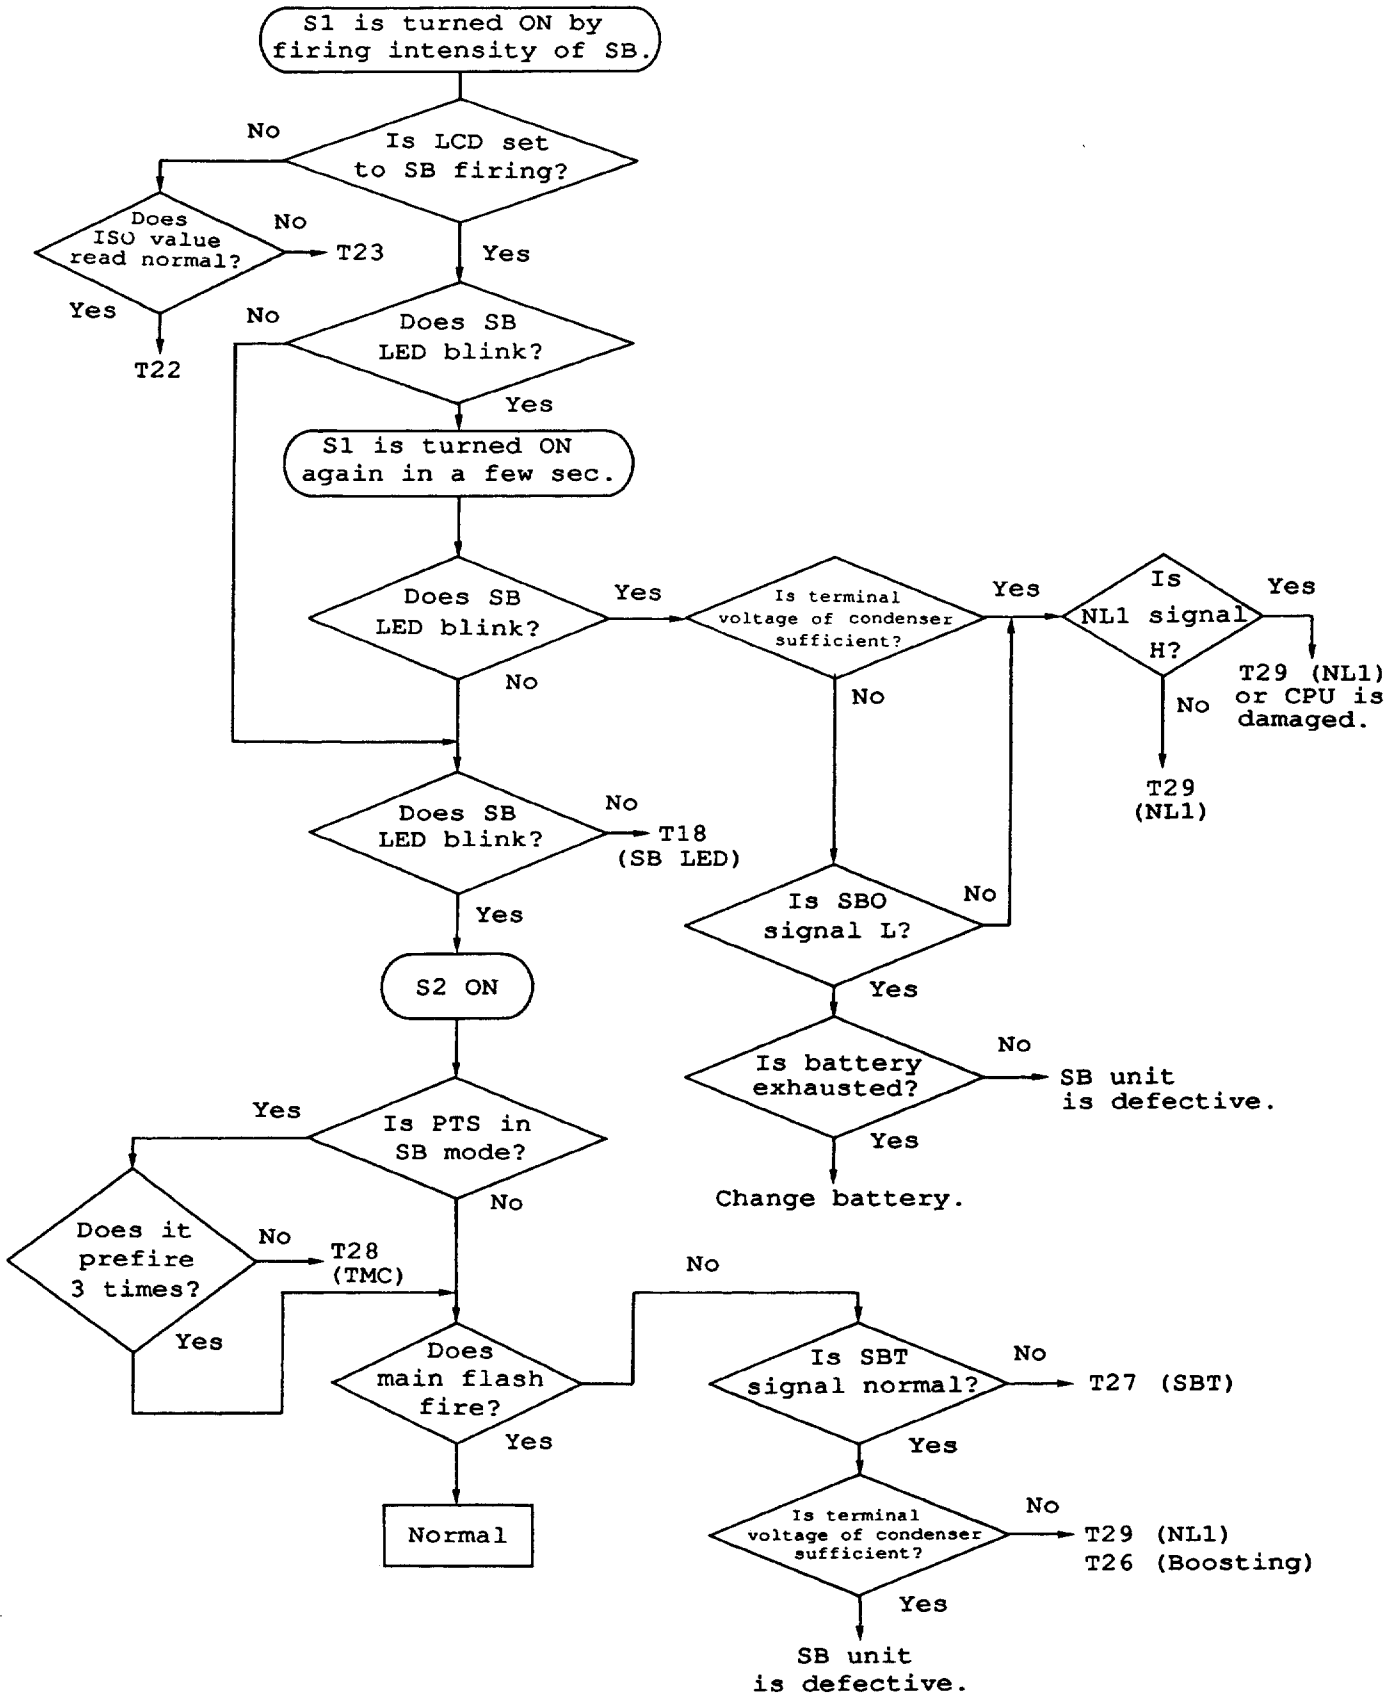 S1 is turned ON by
firing intensity of SB.
No
Is LCD set
to SB firing?
Does
ISO value
read normal?
No
T23
Yes
Yes
T22
No
Does SB
LED blink?
Yes
S1 is turned ON
again in a few sec.
Does SB
LED blink?
Yes
No
Is terminal
voltage of condenser
sufficient?
Yes
No
Is
NL1 signal
H?
Yes
T29 (NL1)
or CPU is
damaged.
No
T29
(NL1)
Does SB
LED blink?
No
T18
(SB LED)
Yes
Is SBO
signal L?
No
Yes
S2 ON
Is battery
exhausted?
No
SB unit
is defective.
Yes
Change battery.
Yes
Is PTS in
SB mode?
No
Does it
prefire
3 times?
No
T28
(TMC)
Yes
Does
main flash
fire?
No
Yes
Normal
Is SBT
signal normal?
No
T27 (SBT)
Yes
Is terminal
voltage of condenser
sufficient?
No
T29 (NL1)
T26 (Boosting)
Yes
SB unit
is defective.